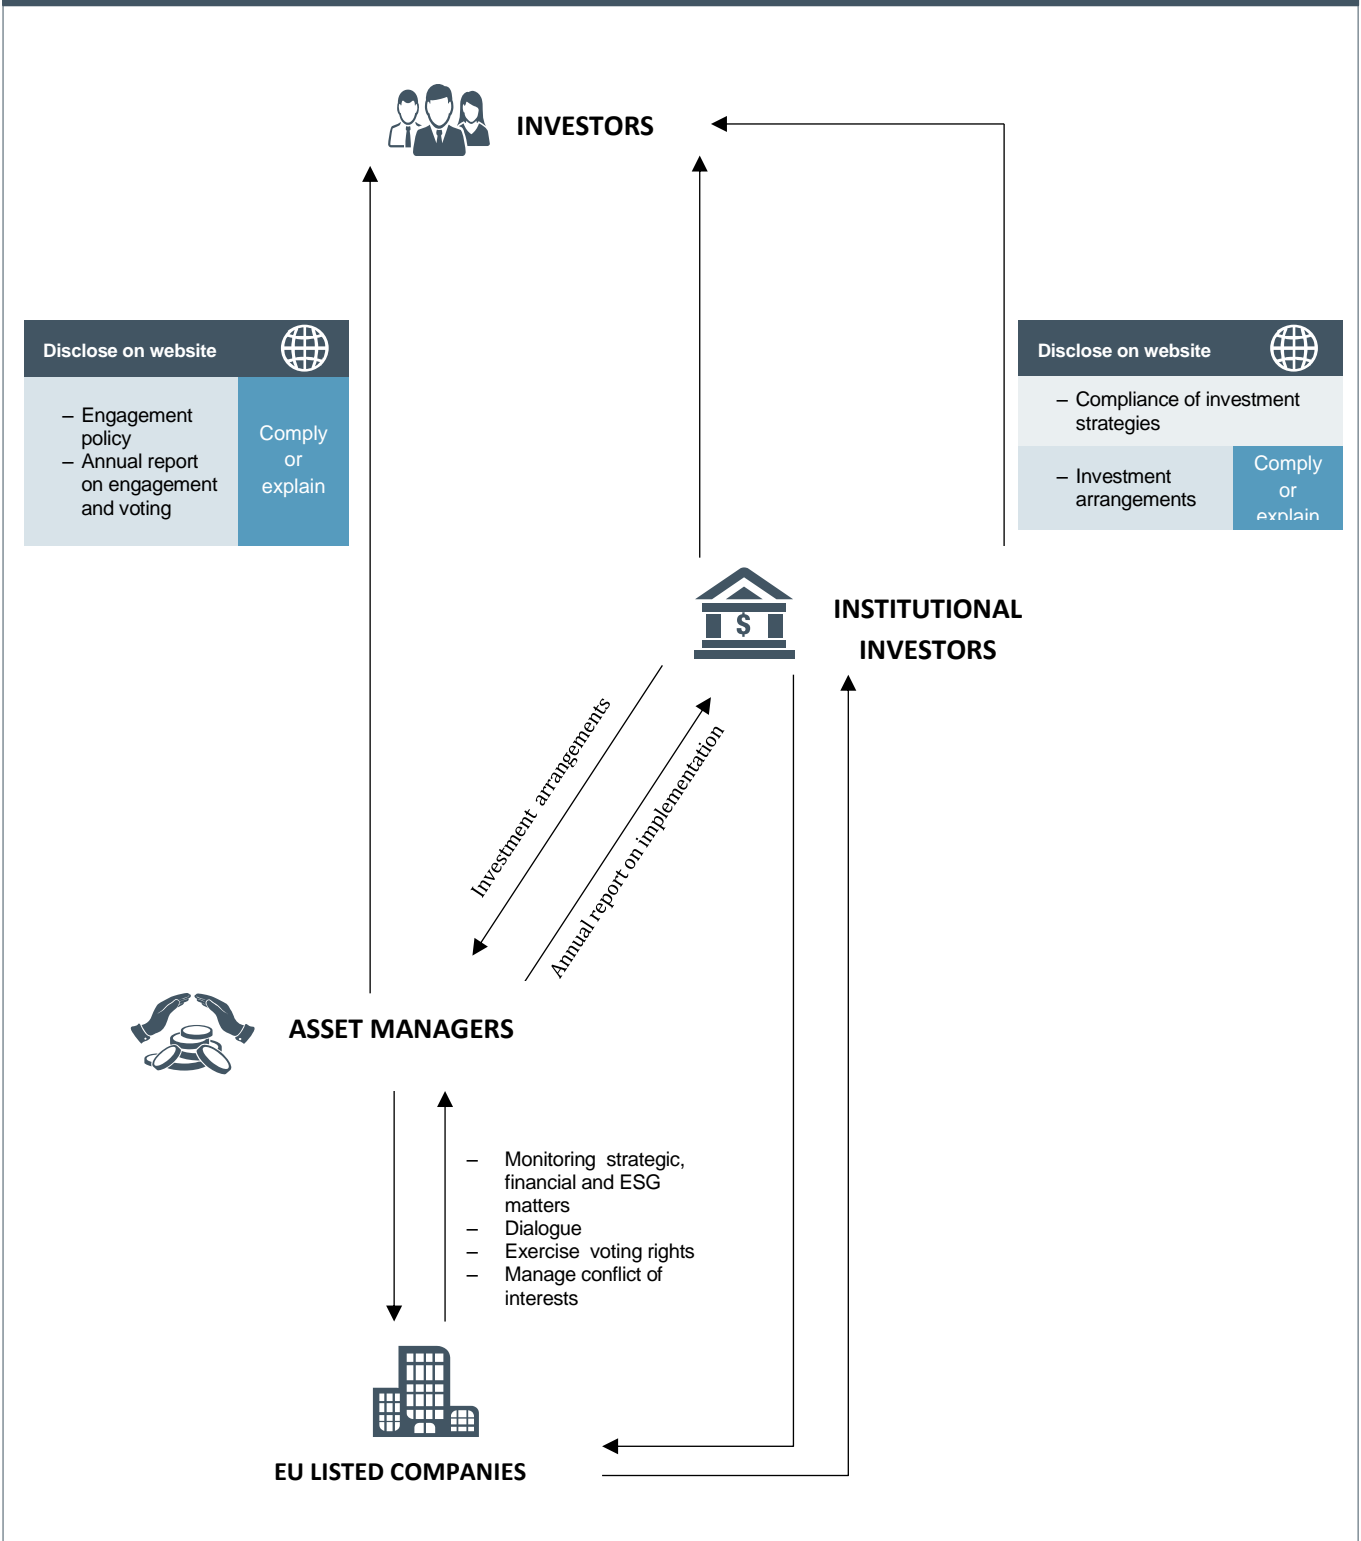 INVESTORS
Disclose on website
– Engagement
policy
– Annual report
on engagement
and voting
Comply
or
explain
Disclose on website
– Compliance of investment
strategies
– Investment
arrangements
Comply
or
explain
$
INSTITUTIONAL
INVESTORS
Investment arrangements
Annual report on implementation
ASSET MANAGERS
– Monitoring strategic,
financial and ESG
matters
– Dialogue
– Exercise voting rights
– Manage conflict of
interests
EU LISTED COMPANIES